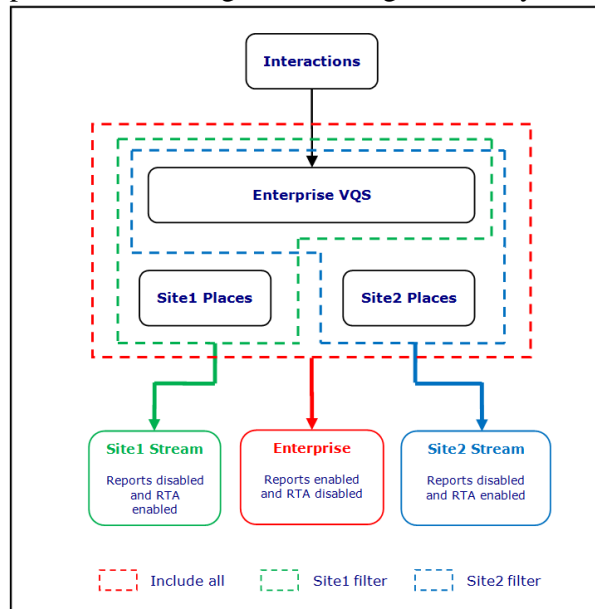 Interactions
Enterprise VQS
Site1 Places
Site2 Places
Site1 Stream
Reports disabled
and RTA
enabled
Enterprise
Reports enabled
and RTA disabled
Site2 Stream
Reports disabled
and RTA enabled
Include all
Site1 filter
Site2 filter